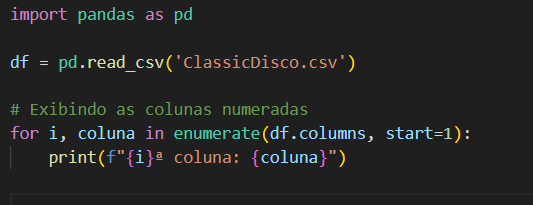 import pandas as pd
df = pd.read_csv('ClassicDisco.csv')
# Exibindo as colunas numeradas
for i, coluna in enumerate(df.columns, start=1):
    print(f"{i}ª coluna: {coluna}")